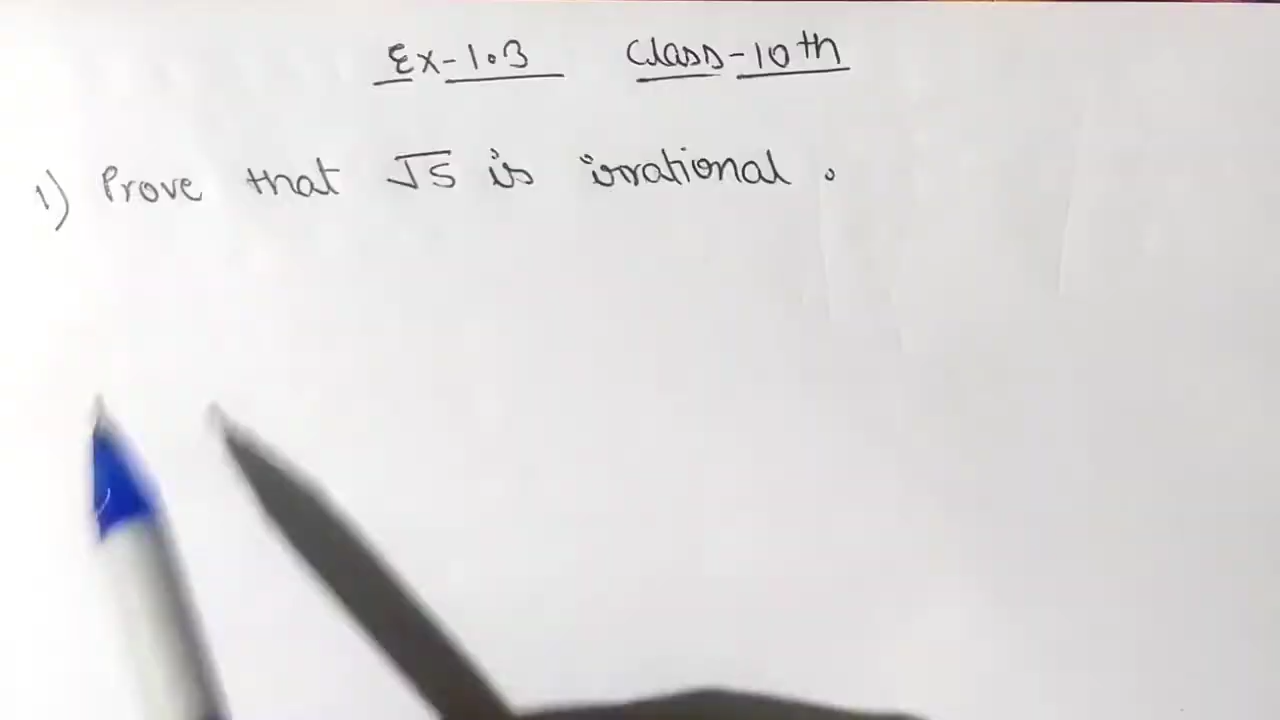 Ex-1.3 Class-10th
1) Prove that √5 is irrational.